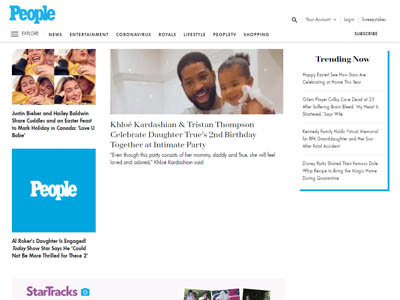 People
Your Account
Login
Sweepstakes
EXPLORE
NEWS
ENTERTAINMENT
CORONAVIRUS
ROYALS
LIFESTYLE
PEOPLETV
SHOPPING
SUBSCRIBE
Justin Bieber and Hailey Baldwin
Share Cuddles and an Easter Feast
to Mark Holiday in Canada: 'Love U
Babe'
People
Al Roker's Daughter Is Engaged!
Today Show Star Says He 'Could
Not Be More Thrilled for These 2'
Khloé Kardashian & Tristan Thompson
Celebrate Daughter True's 2nd Birthday
Together at Intimate Party
"Even though this party consists of her mommy, daddy and True, she will feel
loved and adored," Khloé Kardashian said
Trending Now
Happy Easter! See How Stars Are
Celebrating at Home This Year
Ollers Player Colby Cave Dead at 25
After Suffering Brain Bleed: 'My Heart Is
Shattered,' Says Wife
Kennedy Family Holds Virtual Memorial
for RFK Granddaughter and Her Son
After Fatal Accident
Disney Parks Shared Their Famous Dole
Whip Recipe to Bring the Magic Home
During Quarantine
StarTracks